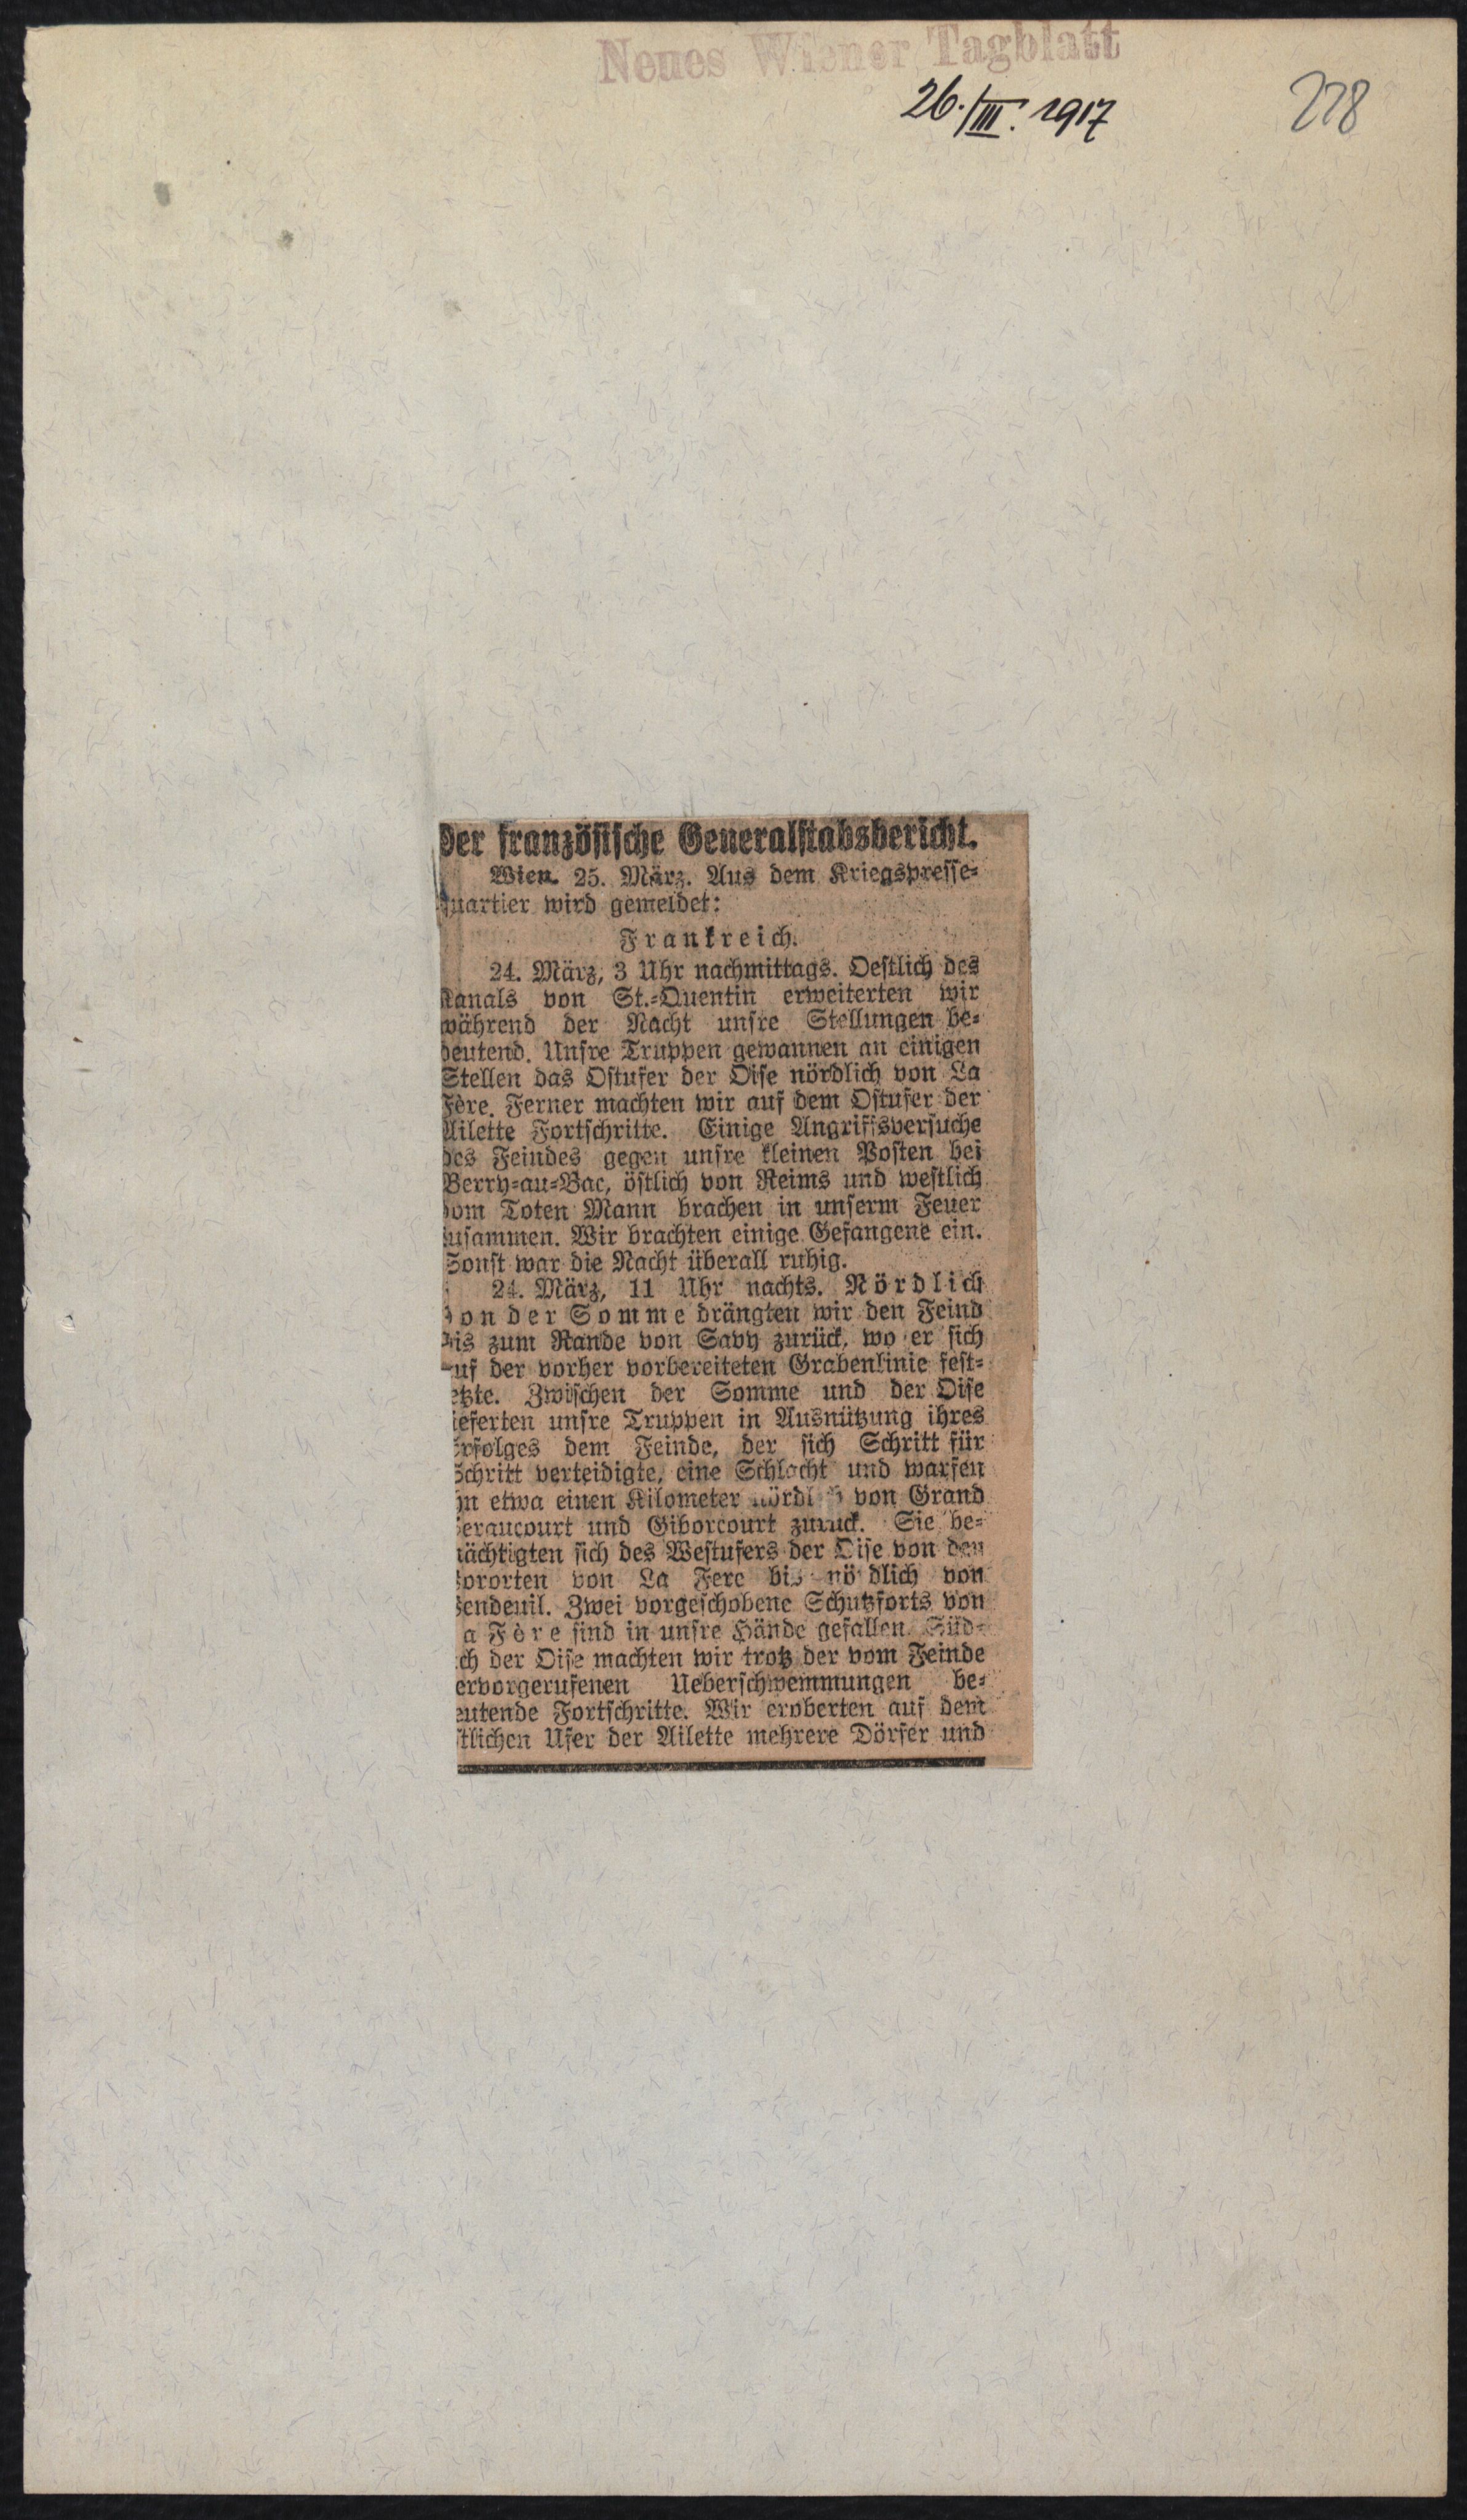 Neues Wiener Tagblatt
26./III. 1917
228
Der französische Generalstabsbericht.
Wien. 25. März. Aus dem Kriegspresse-
quartier wird gemeldet:
Frankreich.
24. März, 3 Uhr nachmittags. Oestlich des
Kanals von St.-Quentin erweiterten wir
während der Nacht unsre Stellungen be-
deutend. Unsre Truppen gewannen an einigen
Stellen das Ostufer der Oise nördlich von La
Fère. Ferner machten wir auf dem Ostufer der
Ailette Fortschritte. Einige Angriffsversuche
des Feindes gegen unsre kleinen Posten bei
Berry-au-Bac, östlich von Reims und westlich
vom Toten Mann brachen in unserm Feuer
zusammen. Wir brachten einige Gefangene ein.
Sonst war die Nacht überall ruhig.
24. März, 11 Uhr nachts. Nördlich
von der Somme drängten wir den Feind
bis zum Rande von Savy zurück, wo er sich
auf der vorher vorbereiteten Grabenlinie fest-
etzte. Zwischen der Somme und der Oise
ieferten unsre Truppen in Ausnützung ihres
Erfolges dem Feinde, der sich Schritt für
Schritt verteidigte, eine Schlacht und warfen
hn etwa einen Kilometer nördlich von Grand
eraucourt und Giborcourt zurück. Sie be-
mächtigten sich des Westufers der Oise von den
Vororten von La Fere bis nördlich von
Vendeuil. Zwei vorgeschobene Schutzforts von
a Fère sind in unsre Hände gefallen. Süd-
ch der Oise machten wir trotz der vom Feinde
ervorgerufenen Ueberschwemmungen be-
eutende Fortschritte. Wir eroberten auf dem
tlichen Ufer der Ailette mehrere Dörfer und